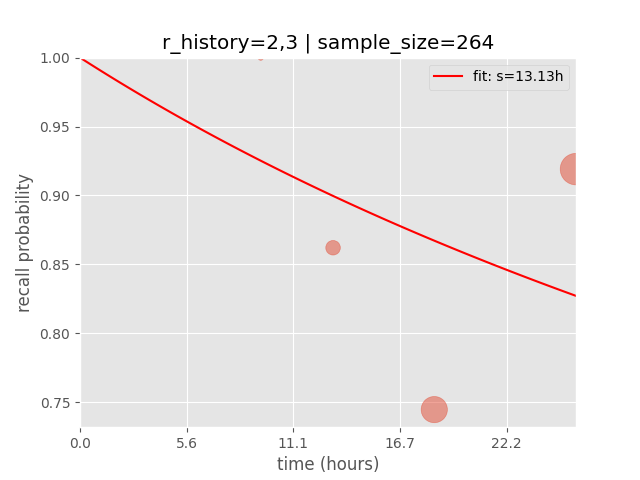 r_history=2,3 | sample_size=264
fit: s=13.13h
1.00
0.95
0.90
0.85
0.80
0.75
recall probability
0.0 5.6 11.1 16.7 22.2
time (hours)